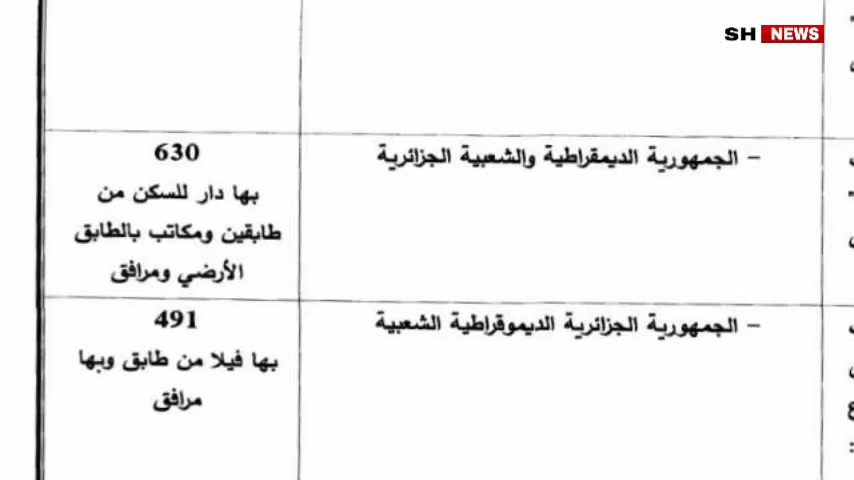 SH NEWS
– الجمهورية الديمقراطية والشعبية الجزائرية
630
بها دار للسكن من
طابقين ومكاتب بالطابق
الأرضي ومرافق
– الجمهورية الجزائرية الديموقراطية الشعبية
491
بها فيلا من طابق وبها
مرافق